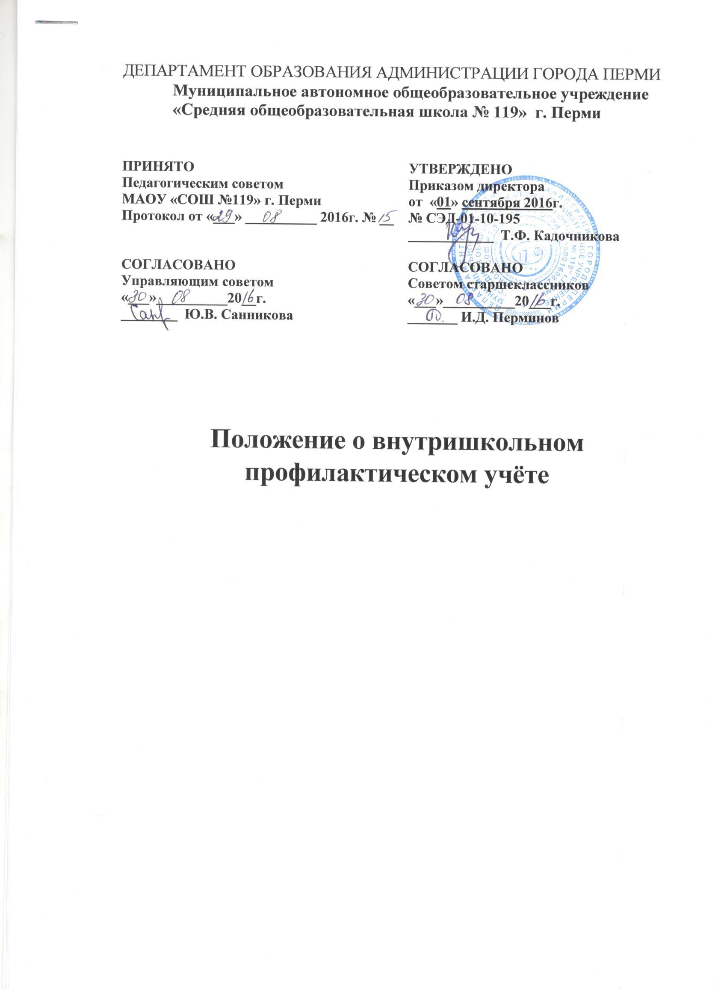 ДЕПАРТАМЕНТ ОБРАЗОВАНИЯ АДМИНИСТРАЦИИ ГОРОДА ПЕРМИ
Муниципальное автономное общеобразовательное учреждение
«Средняя общеобразовательная школа № 119» г. Перми
ПРИНЯТО
Педагогическим советом
МАОУ «СОШ №119» г. Перми
Протокол от «29» 08 2016г. № 15
УТВЕРЖДЕНО
Приказом директора
от «01» сентября 2016г.
№ СЭД-01-10-195
Т.Ф. Кадочникова
СОГЛАСОВАНО
Управляющим советом
«30» 08 2016г.
Ю.В. Санникова
СОГЛАСОВАНО
Советом старшеклассников
«30» 08 2016г.
И.Д. Перминов
Положение о внутришкольном
профилактическом учёте